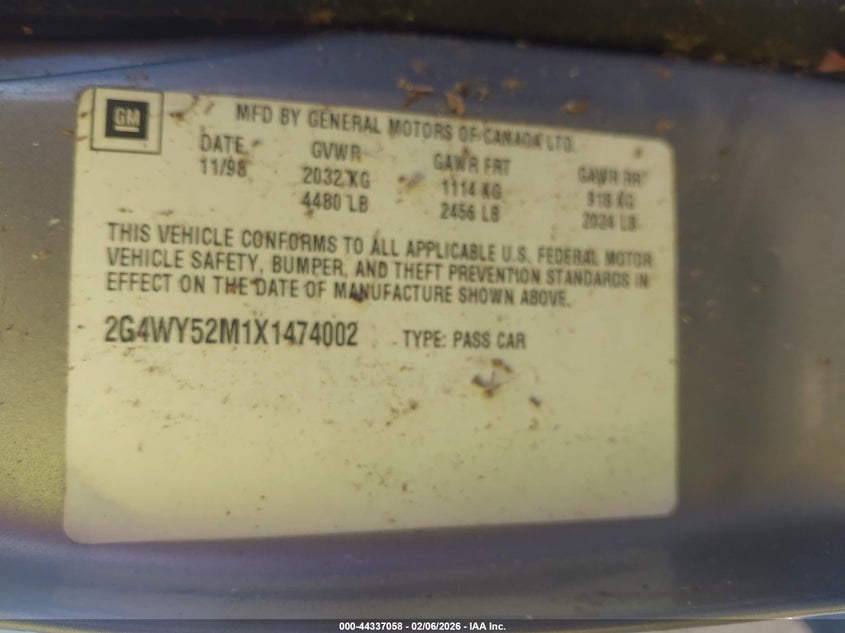 GM
MFD BY GENERAL MOTORS OF CANADA LTD.
DATE GVWR GAWR FRT GAWR RR
11/98 2032 KG 1114 KG 918 KG
4480 LB 2456 LB 2024 LB
THIS VEHICLE CONFORMS TO ALL APPLICABLE U.S. FEDERAL MOTOR
VEHICLE SAFETY, BUMPER, AND THEFT PREVENTION STANDARDS IN
EFFECT ON THE DATE OF MANUFACTURE SHOWN ABOVE.
2G4WY52M1X1474002 TYPE: PASS CAR
000-44337058 - 02/06/2026 - IAA Inc.